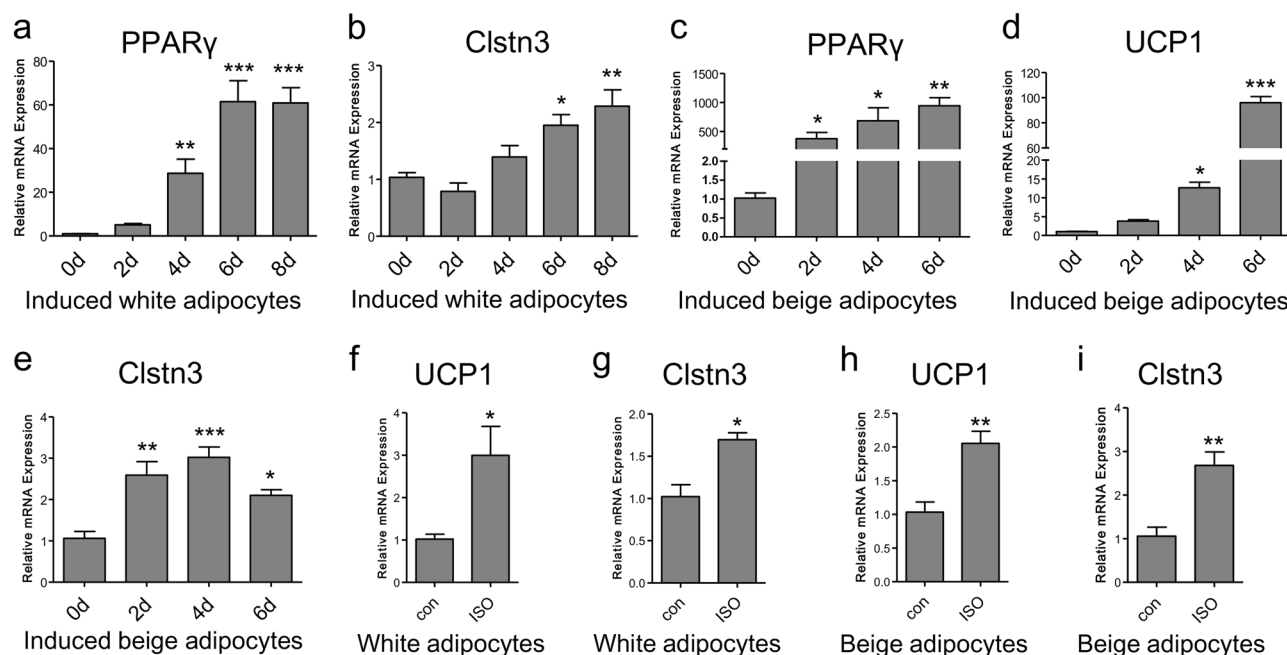 a
PPARγ
Relative mRNA Expression
80
60
40
20
0
**
***
***
0d
2d
4d
6d
8d
Induced white adipocytes
b
Clstn3
Relative mRNA Expression
3
2
1
0
*
**
0d
2d
4d
6d
8d
Induced white adipocytes
c
PPARγ
Relative mRNA Expression
1500
1000
500
2.0
1.5
1.0
0.5
0.0
*
*
**
0d
2d
4d
6d
Induced beige adipocytes
d
UCP1
Relative mRNA Expression
120
100
80
60
20
15
10
5
0
*
***
0d
2d
4d
6d
Induced beige adipocytes
e
Clstn3
Relative mRNA Expression
4
3
2
1
0
**
***
*
0d
2d
4d
6d
Induced beige adipocytes
f
UCP1
Relative mRNA Expression
4
3
2
1
0
*
con
ISO
White adipocytes
g
Clstn3
Relative mRNA Expression
2.0
1.5
1.0
0.5
0.0
*
con
ISO
White adipocytes
h
UCP1
Relative mRNA Expression
2.5
2.0
1.5
1.0
0.5
0.0
**
con
ISO
Beige adipocytes
i
Clstn3
Relative mRNA Expression
4
3
2
1
0
**
con
ISO
Beige adipocytes